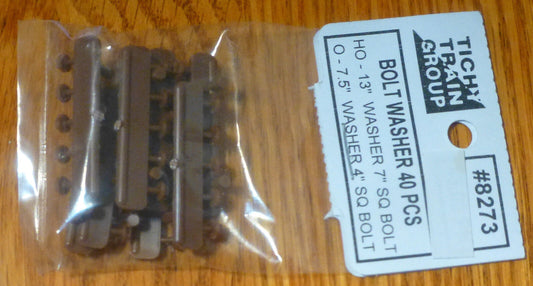 TICHY
TRAIN
GROUP
#8273
BOLT WASHER 40 PCS
HO - 13" WASHER 7" SQ BOLT
O - 7.5" WASHER 4" SQ BOLT